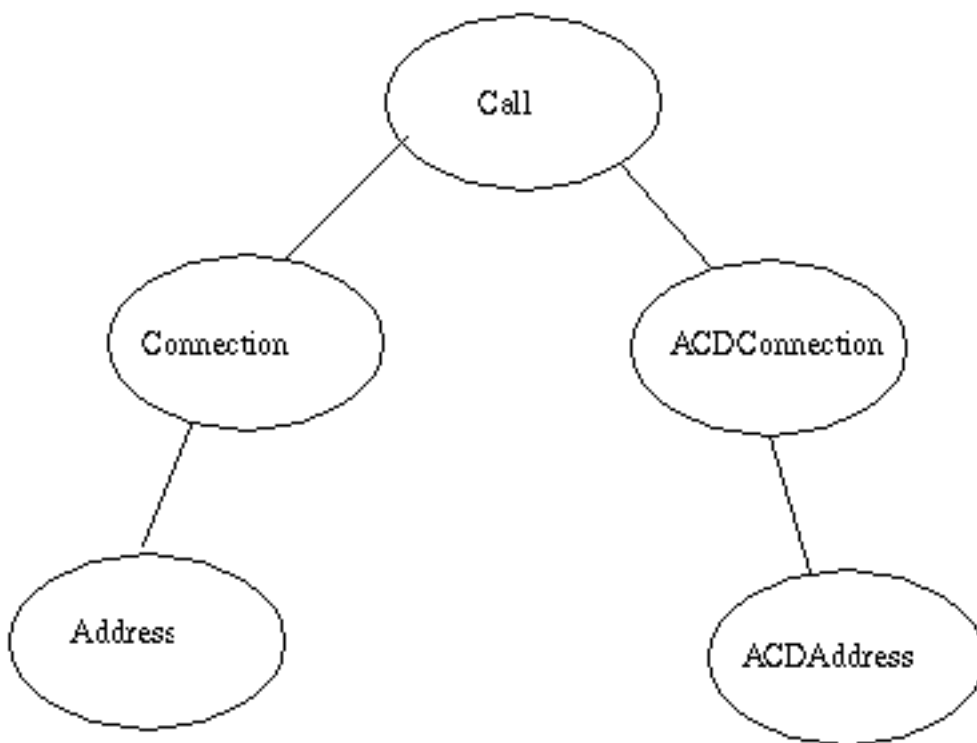 Call
Connection
ACDConnection
Address
ACDAddress